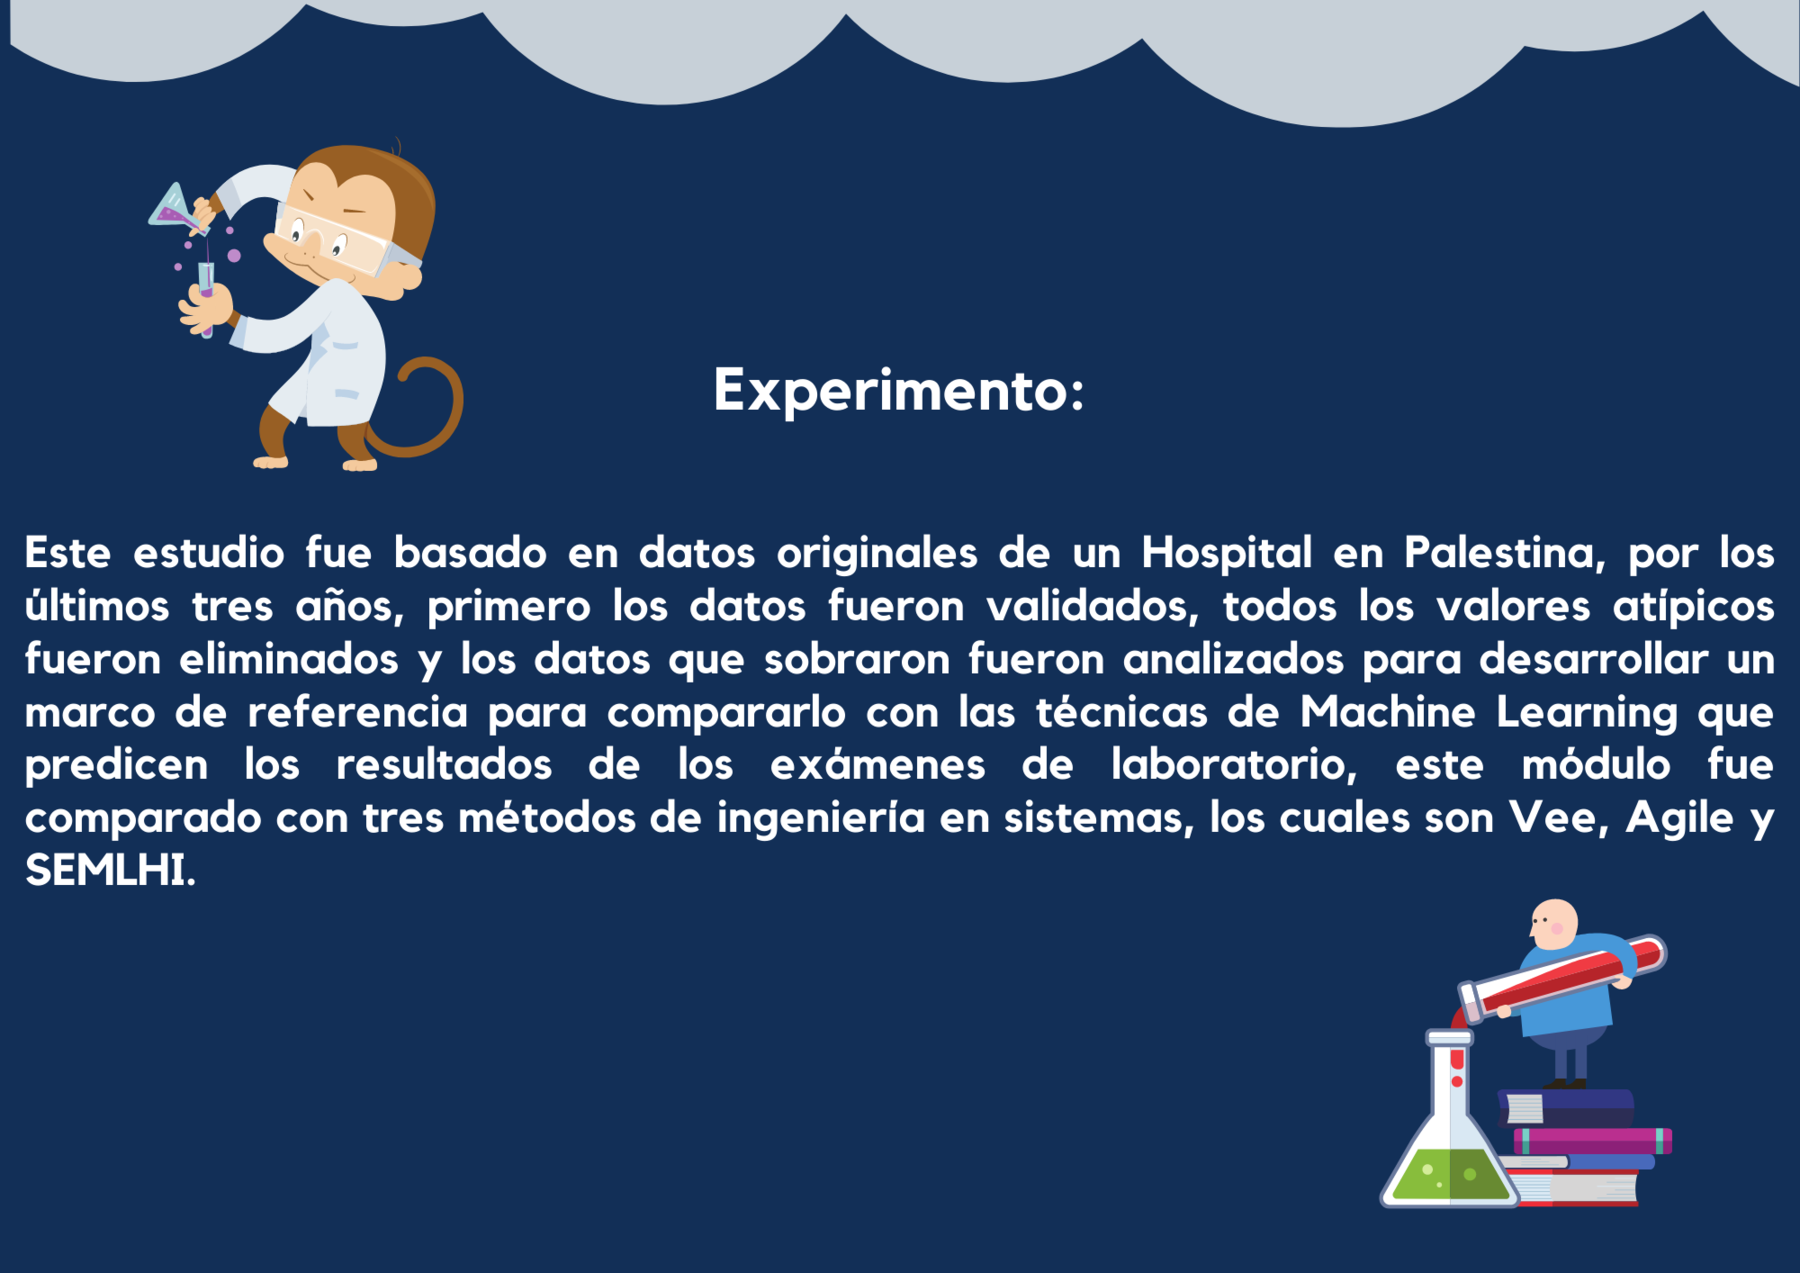 Experimento:
Este estudio fue basado en datos originales de un Hospital en Palestina, por los
últimos tres años, primero los datos fueron validados, todos los valores atípicos
fueron eliminados y los datos que sobraron fueron analizados para desarrollar un
marco de referencia para compararlo con las técnicas de Machine Learning que
predicen los resultados de los exámenes de laboratorio, este módulo fue
comparado con tres métodos de ingeniería en sistemas, los cuales son Vee, Agile y
SEMLHI.